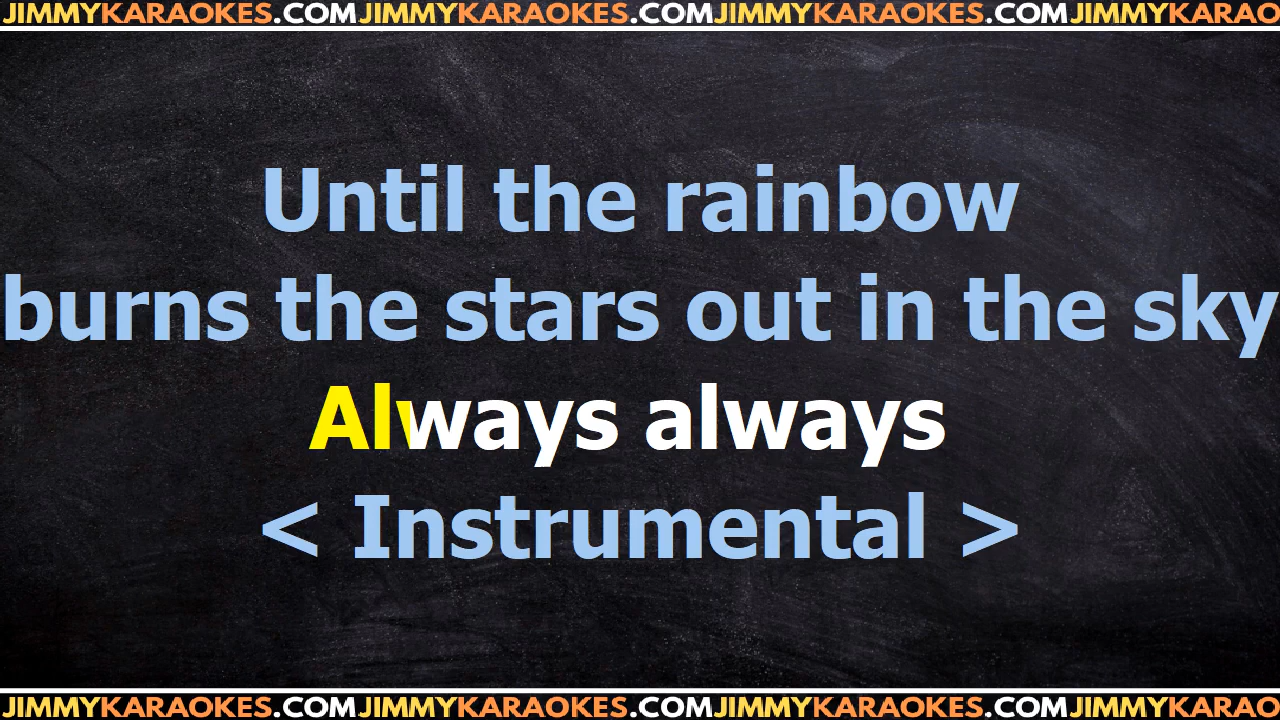 JIMMYKARAOKES.COMJIMMYKARAOKES.COMJIMMYKARAOKES.COMJIMMYKARAO
Until the rainbow
burns the stars out in the sky
Always always
< Instrumental >
JIMMYKARAOKES.COMJIMMYKARAOKES.COMJIMMYKARAOKES.COMJIMMYKARAO